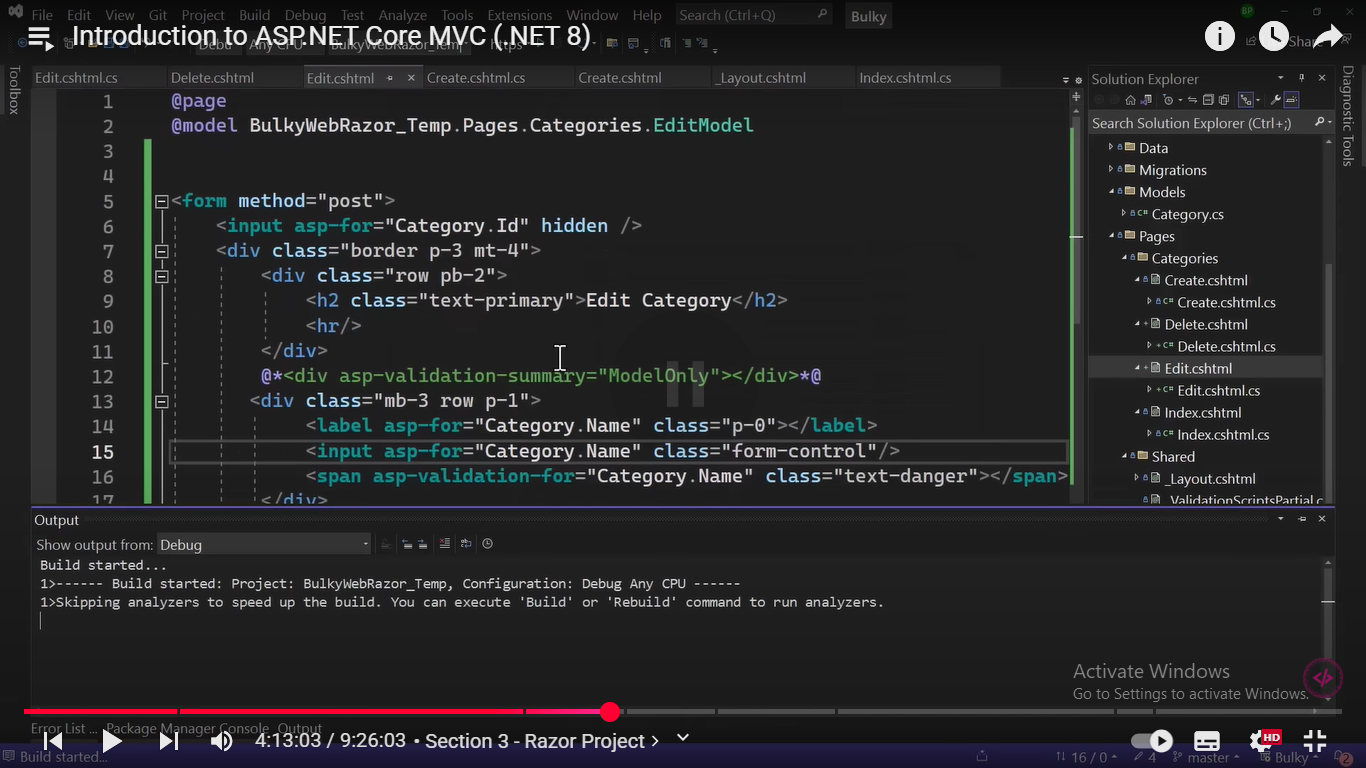 File Edit View Git Project Build Debug Test Analyze Tools Extensions Window Help Search (Ctrl+Q) Bulky
BP
Introduction to ASP.NET Core MVC (.NET 8)
Share
Toolbox
Edit.cshtml.cs Delete.cshtml Edit.cshtml Create.cshtml.cs Create.cshtml _Layout.cshtml Index.cshtml.cs
1 @page
2 @model BulkyWebRazor_Temp.Pages.Categories.EditModel
3
4
5 <form method="post">
6 <input asp-for="Category.Id" hidden />
7 <div class="border p-3 mt-4">
8 <div class="row pb-2">
9 <h2 class="text-primary">Edit Category</h2>
10 <hr/>
11 </div>
12 @*<div asp-validation-summary="ModelOnly"></div>*@
13 <div class="mb-3 row p-1">
14 <label asp-for="Category.Name" class="p-0"></label>
15 <input asp-for="Category.Name" class="form-control"/>
16 <span asp-validation-for="Category.Name" class="text-danger"></span>
17 </div>
Solution Explorer
Search Solution Explorer (Ctrl+;)
Data
Migrations
Models
C# Category.cs
Pages
Categories
Create.cshtml
C# Create.cshtml.cs
Delete.cshtml
C# Delete.cshtml.cs
Edit.cshtml
C# Edit.cshtml.cs
Index.cshtml
C# Index.cshtml.cs
Shared
_Layout.cshtml
_ValidationScriptsPartial.c
Diagnostic Tools
Output
Show output from: Debug
Build started...
1>------ Build started: Project: BulkyWebRazor_Temp, Configuration: Debug Any CPU ------
1>Skipping analyzers to speed up the build. You can execute 'Build' or 'Rebuild' command to run analyzers.
Activate Windows
Go to Settings to activate Windows.
</>
Error List ... Package Manager Console Output
4:13:03 / 9:26:03 • Section 3 - Razor Project
HD
Build started... 16 / 0 4 master Bulky 2